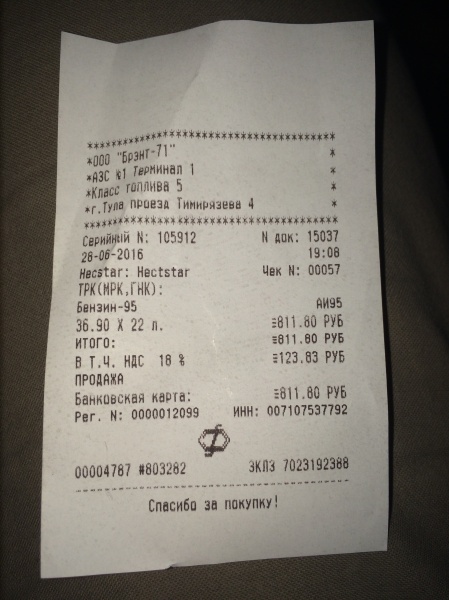 ************************************
*ООО "Брэнт-71" *
*АЗС №1 Терминал 1 *
*Класс топлива 5 *
*г.Тула проезд Тимирязева 4 *
************************************
Серийный N: 105912 N док: 15037
28-06-2016 19:08
Hecstar: Hectstar Чек N: 00057
ТРК(МРК,ГНК):
Бензин-95 АИ95
36.90 X 22 л. ≡811.80 РУБ
ИТОГО: ≡811.80 РУБ
В Т.Ч. НДС 18 % ≡123.83 РУБ
ПРОДАЖА
Банковская карта: ≡811.80 РУБ
Рег. N: 0000012099 ИНН: 007107537792
00004787 #803282 ЭКЛЗ 7023192388
Спасибо за покупку!